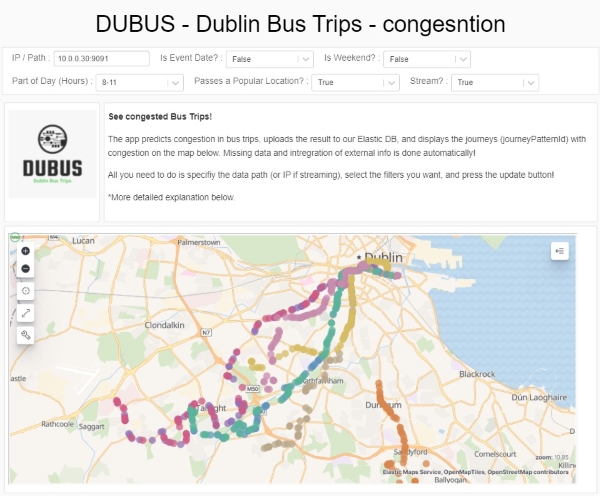 DUBUS - Dublin Bus Trips - congesntion
IP / Path : 10.0.0.30:9091 Is Event Date? : False Is Weekend? : False
Part of Day (Hours) : 8-11 Passes a Popular Location? : True Stream? : True
See congested Bus Trips!
The app predicts congestion in bus trips, uploads the result to our Elastic DB, and displays the journeys (journeyPatternId) with
congestion on the map below. Missing data and intregration of external info is done automatically!
All you need to do is specifiy the data path (or IP if streaming), select the filters you want, and press the update button!
*More detailed explanation below.
DUBUS
Dublin Bus Trips
Lucan
Palmerstown
Dublin
Clondalkin
N7
Blackrock
M50
Dún Laoghaire
Rathcoole
Saggart
Sandyford
Cornelscourt
Ballyogan
zoom: 10.85
Elastic Maps Service, OpenMapTiles, OpenStreetMap contributors